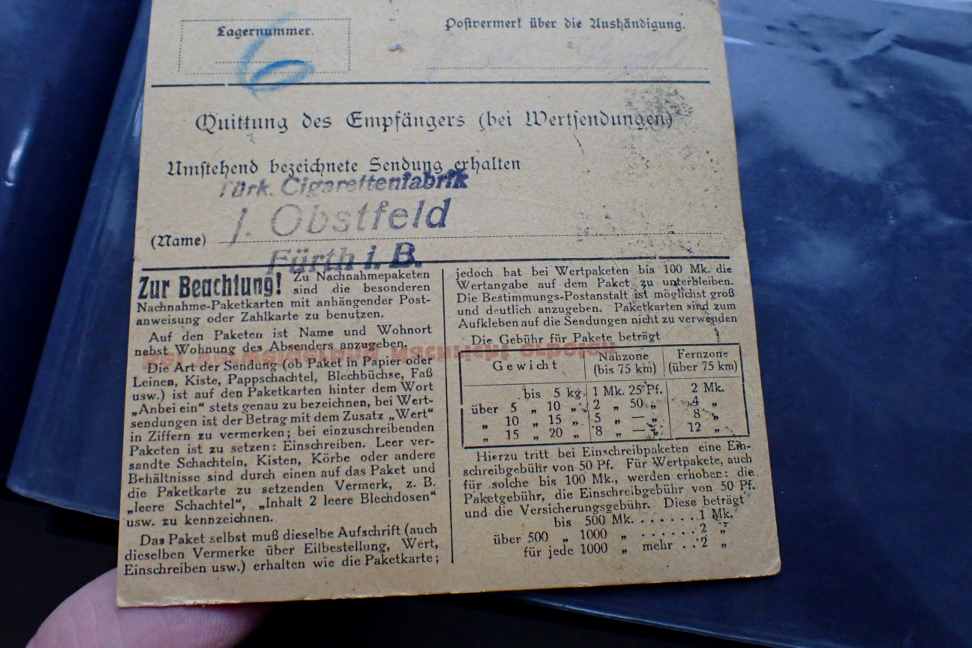 Lagernummer.
Postvermerk über die Aushändigung.
6
Quittung des Empfängers (bei Wertsendungen)
Umstehend bezeichnete Sendung erhalten
Türk. Cigarettenfabrik
J. Obstfeld
(Name)
Fürth i. B.
Zur Beachtung! Zu Nachnahmepaketen
sind die besonderen
Nachnahme-Paketkarten mit anhängender Post-
anweisung oder Zahlkarte zu benutzen.
Auf den Paketen ist Name und Wohnort
nebst Wohnung des Absenders anzugeben.
Die Art der Sendung (ob Paket in Papier oder
Leinen, Kiste, Pappschachtel, Blechbüchse, Faß
usw.) ist auf den Paketkarten hinter dem Wort
„Anbei ein“ stets genau zu bezeichnen, bei Wert-
sendungen ist der Betrag mit dem Zusatz „Wert“
in Ziffern zu vermerken; bei einzuschreibenden
Paketen ist zu setzen: Einschreiben. Leer ver-
sandte Schachteln, Kisten, Körbe oder andere
Behältnisse sind durch einen auf das Paket und
die Paketkarte zu setzenden Vermerk, z. B.
„leere Schachtel“, „Inhalt 2 leere Blechdosen“
usw. zu kennzeichnen.
Das Paket selbst muß dieselbe Aufschrift (auch
dieselben Vermerke über Eilbestellung, Wert,
Einschreiben usw.) erhalten wie die Paketkarte;
jedoch hat bei Wertpaketen bis 100 Mk. die
Wertangabe auf dem Paket zu unterbleiben.
Die Bestimmungs-Postanstalt ist möglichst groß
und deutlich anzugeben. Paketkarten sind zum
Aufkleben auf die Sendungen nicht zu verwenden
Die Gebühr für Pakete beträgt
Gewicht Nahzone Fernzone
(bis 75 km) (über 75 km)
bis 5 kg 1 Mk. 25 Pf. 2 Mk.
über 5 „ 10 „ 2 „ 50 „ 4 „
„ 10 „ 15 „ 5 „ — „ 8 „
„ 15 „ 20 „ 8 „ — „ 12 „
Hierzu tritt bei Einschreibpaketen eine Ein-
schreibgebühr von 50 Pf. Für Wertpakete, auch
für solche bis 100 Mk., werden erhoben: die
Paketgebühr, die Einschreibgebühr von 50 Pf.
und die Versicherungsgebühr. Diese beträgt
bis 500 Mk. . . . . . . 1 Mk.
über 500 „ 1000 „ . . . . . . 2 „
für jede 1000 „ mehr . . 2 „